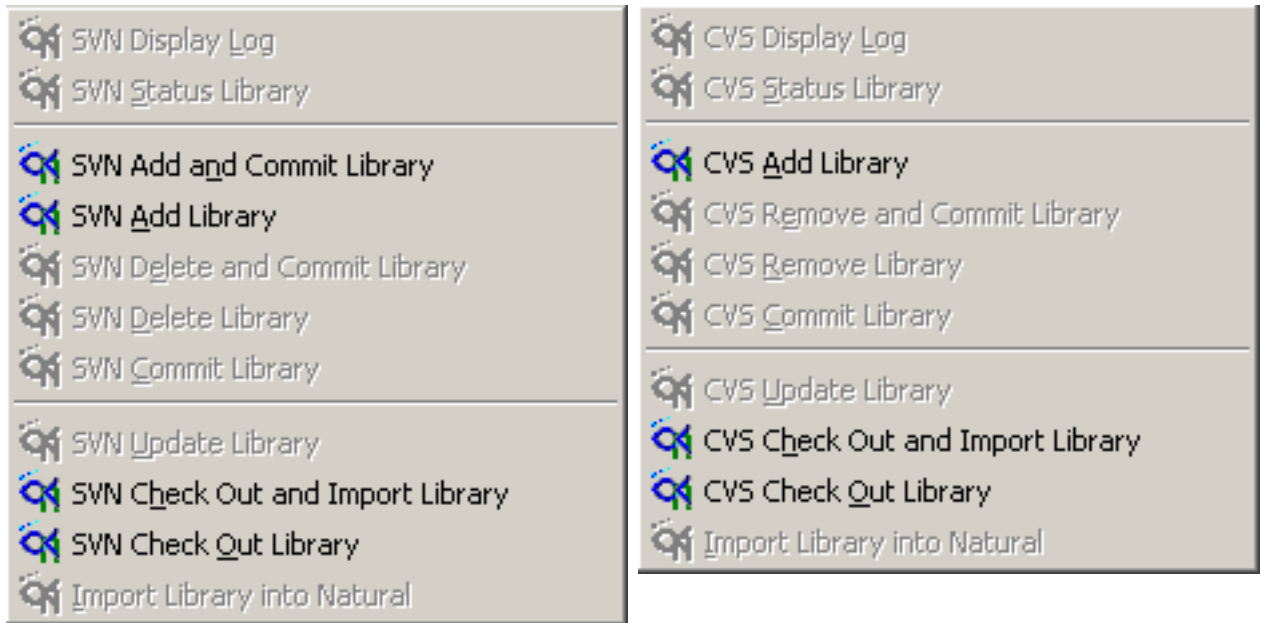 SVN Display Log
SVN Status Library
SVN Add and Commit Library
SVN Add Library
SVN Delete and Commit Library
SVN Delete Library
SVN Commit Library
SVN Update Library
SVN Check Out and Import Library
SVN Check Out Library
Import Library into Natural
CVS Display Log
CVS Status Library
CVS Add Library
CVS Remove and Commit Library
CVS Remove Library
CVS Commit Library
CVS Update Library
CVS Check Out and Import Library
CVS Check Out Library
Import Library into Natural